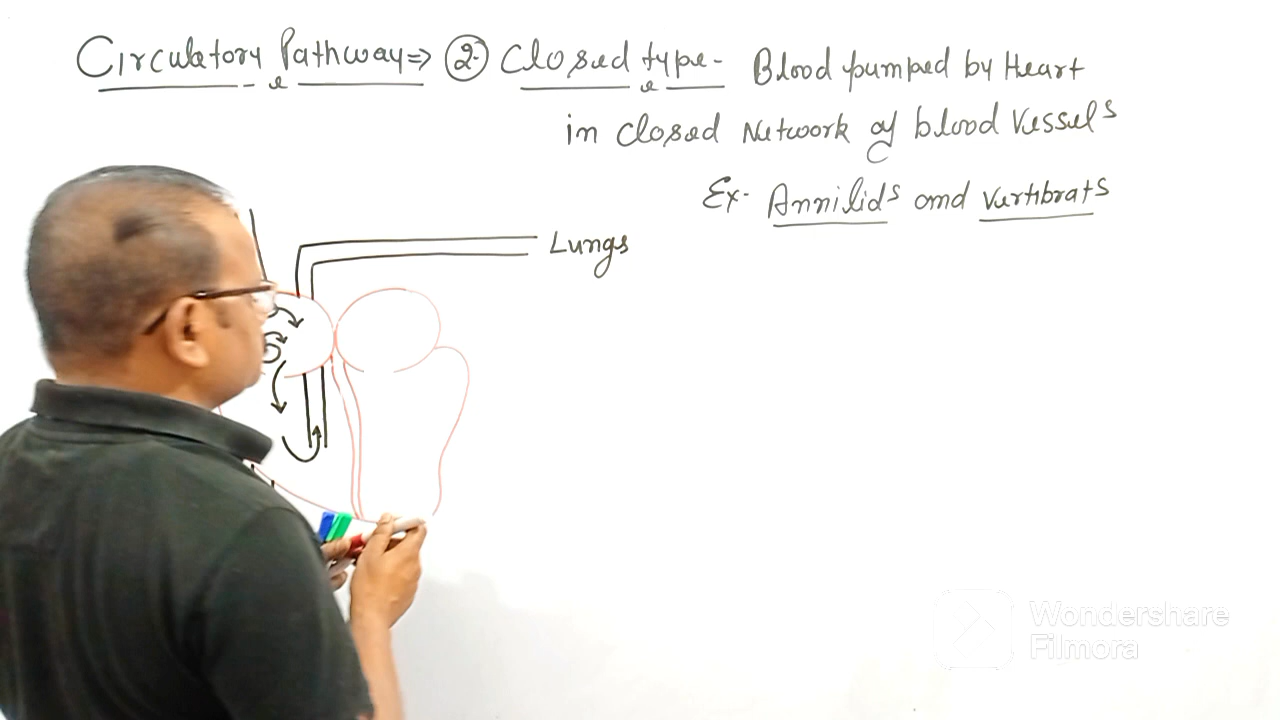 Circulatory Pathway⇒ ② Closed type- Blood pumped by Heart
in closed Network of blood vessels
Ex- Annilids and Vertibrats
Lungs
Wondershare
Filmora